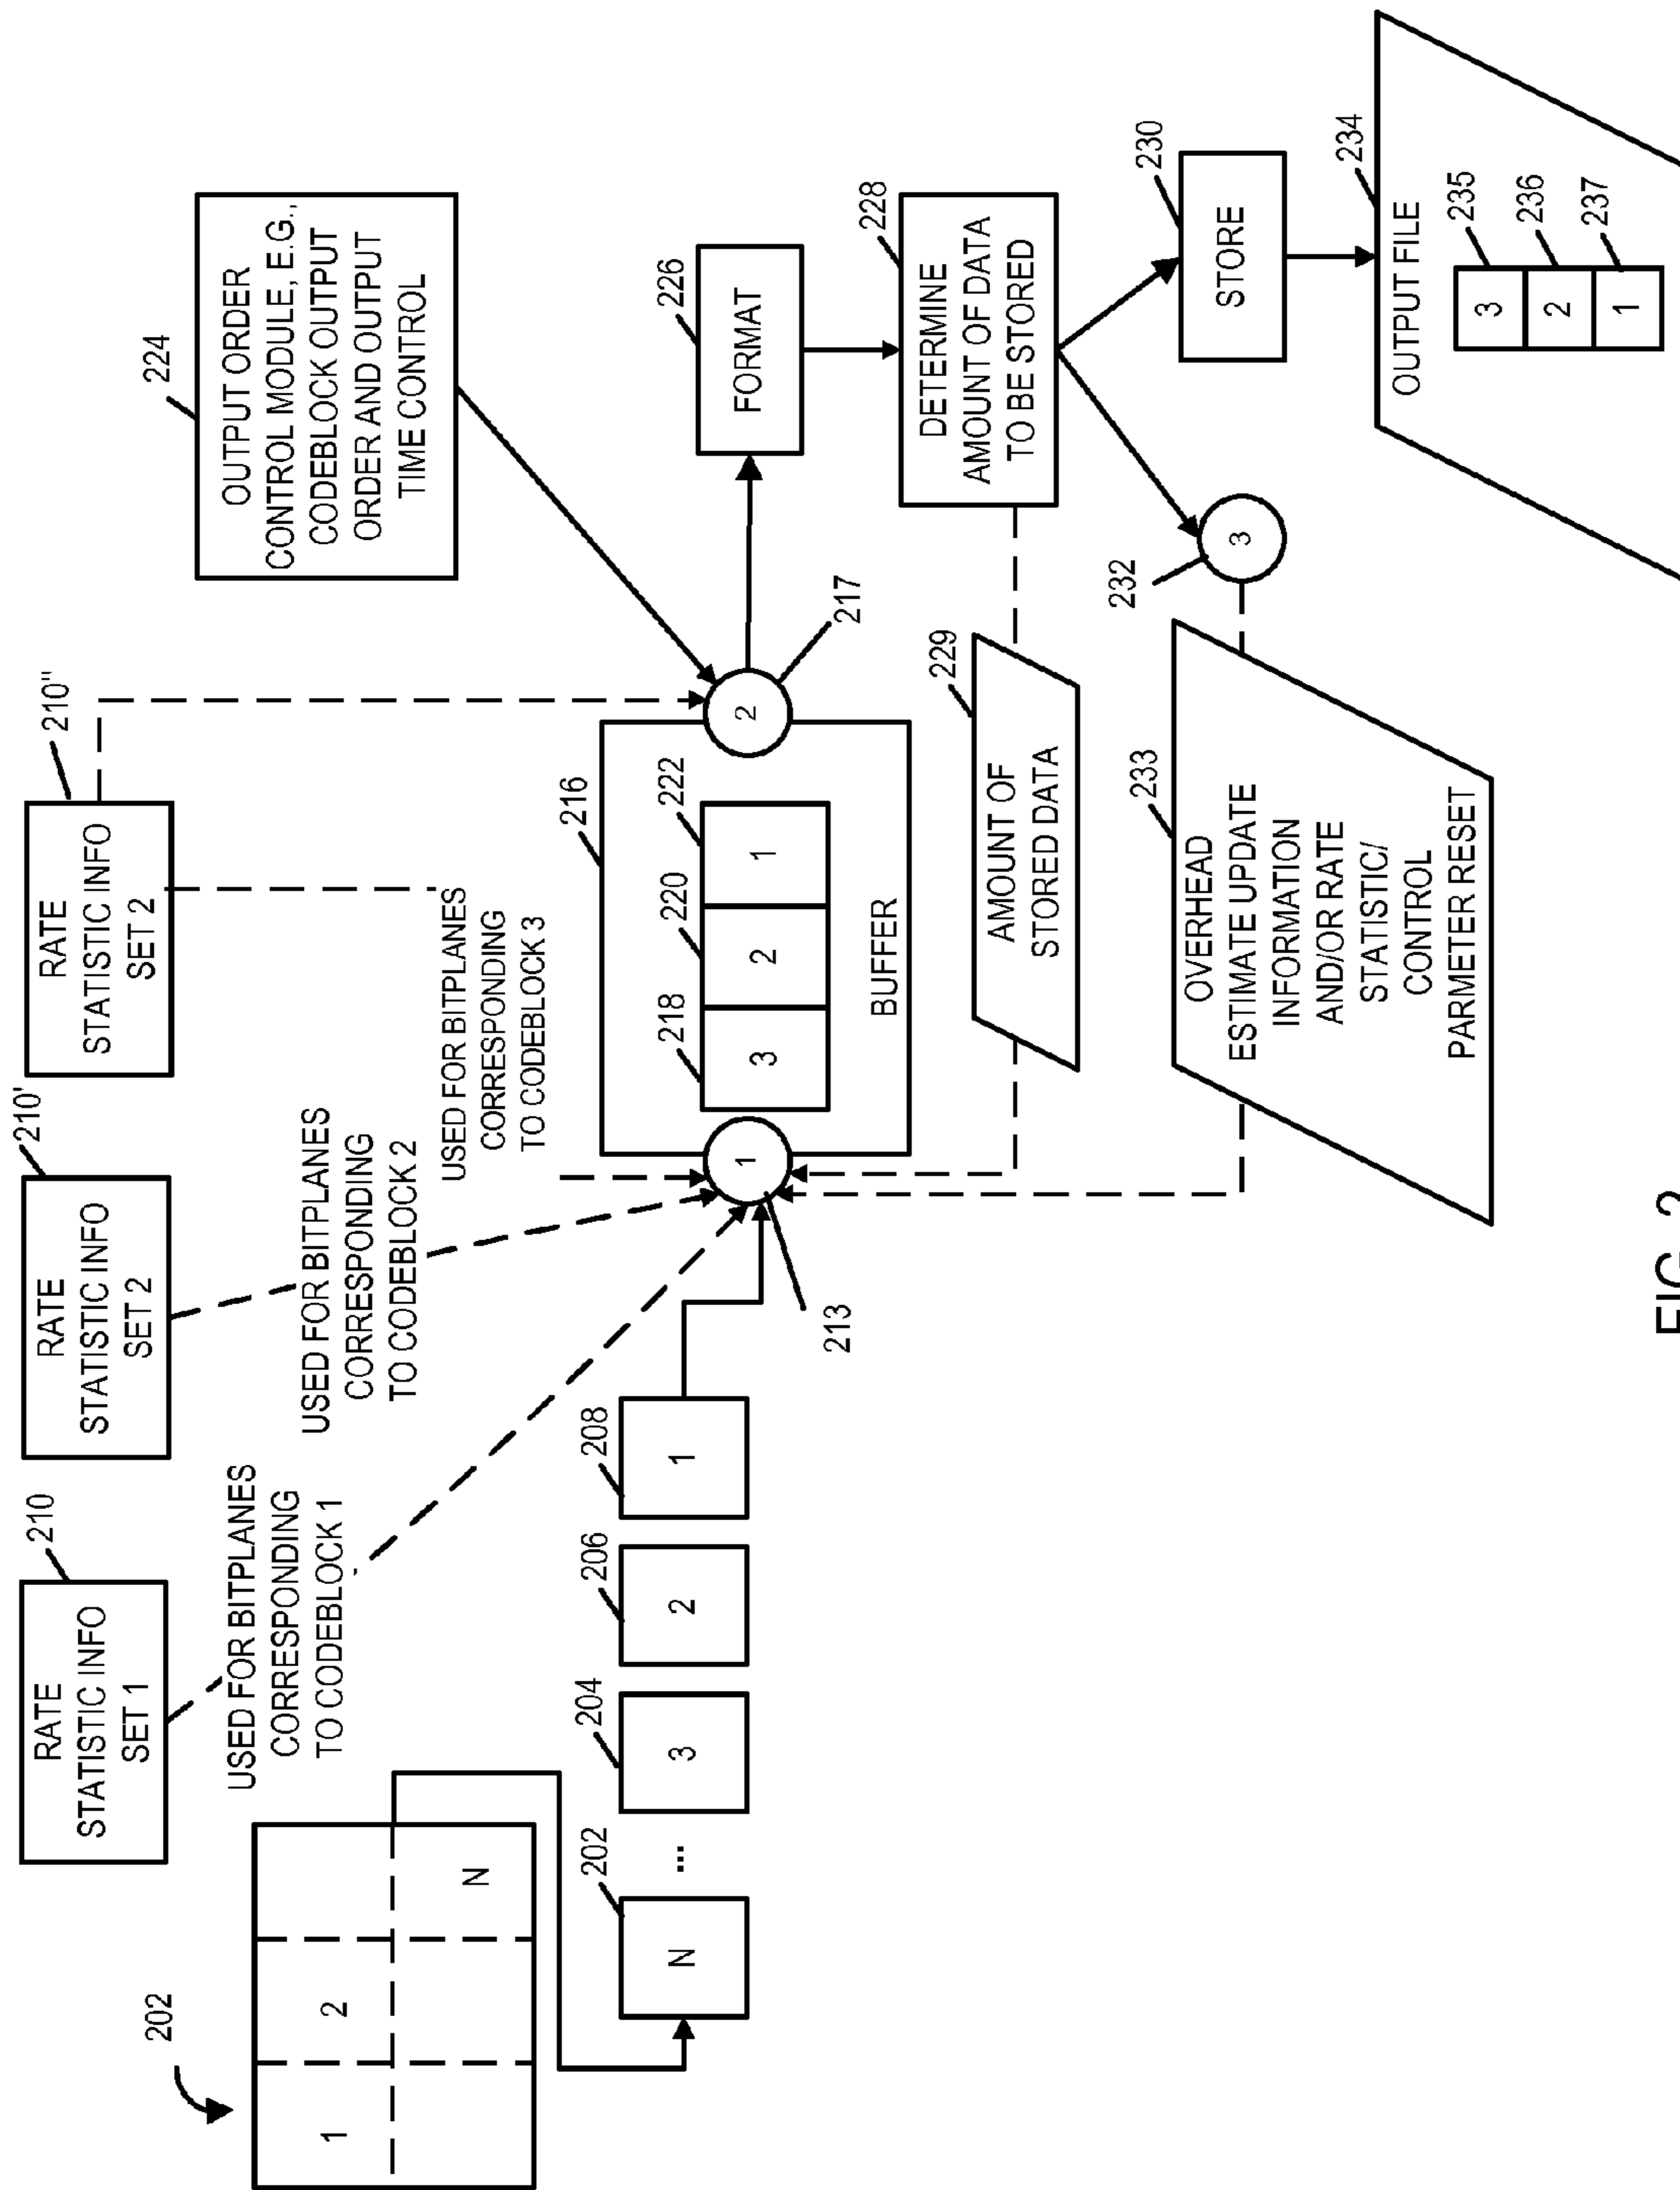 210
RATE
STATISTIC INFO
SET 1
210'
RATE
STATISTIC INFO
SET 2
210"
RATE
STATISTIC INFO
SET 2
USED FOR BITPLANES
CORRESPONDING
TO CODEBLOCK 1
USED FOR BITPLANES
CORRESPONDING
TO CODEBLOCK 2
USED FOR BITPLANES
CORRESPONDING
TO CODEBLOCK 3
224
OUTPUT ORDER
CONTROL MODULE, E.G.,
CODEBLOCK OUTPUT
ORDER AND OUTPUT
TIME CONTROL
202
1
2
N
202
N
...
204
3
206
2
208
1
213
1
216
218
3
220
2
222
1
BUFFER
2
217
226
FORMAT
228
DETERMINE
AMOUNT OF DATA
TO BE STORED
229
AMOUNT OF
STORED DATA
230
STORE
232
3
233
OVERHEAD
ESTIMATE UPDATE
INFORMATION
AND/OR RATE
STATISTIC/
CONTROL
PARMETER RESET
234
OUTPUT FILE
3
235
2
236
1
237